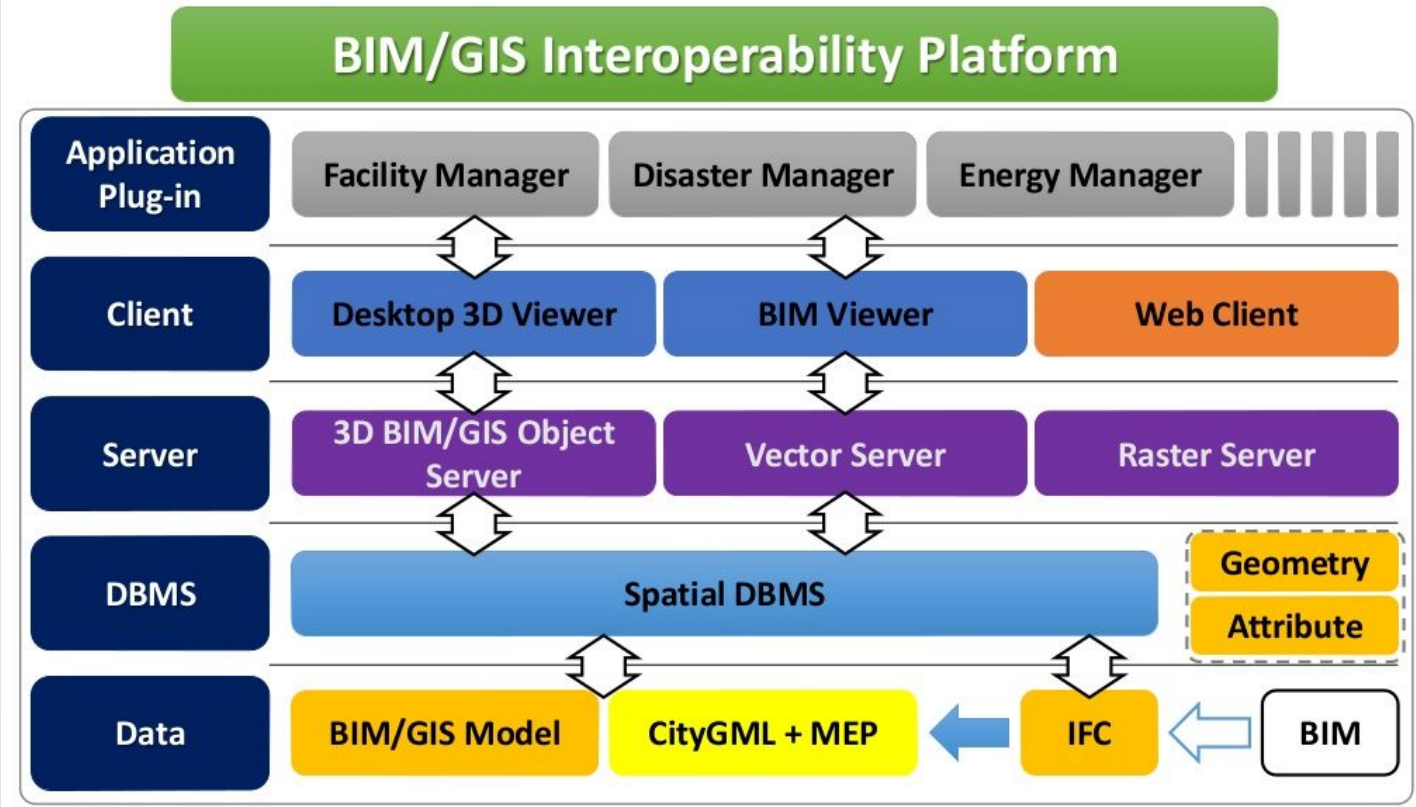 BIM/GIS Interoperability Platform
Application
Plug-in
Facility Manager
Disaster Manager
Energy Manager
Client
Desktop 3D Viewer
BIM Viewer
Web Client
Server
3D BIM/GIS Object
Server
Vector Server
Raster Server
DBMS
Spatial DBMS
Geometry
Attribute
Data
BIM/GIS Model
CityGML + MEP
IFC
BIM